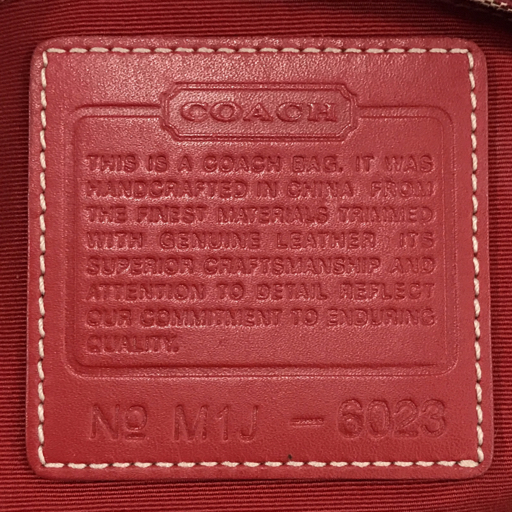 COACH
THIS IS A COACH BAG. IT WAS
HANDCRAFTED IN CHINA FROM
THE FINEST MATERIALS TRIMMED
WITH GENUINE LEATHER. ITS
SUPERIOR CRAFTSMANSHIP AND
ATTENTION TO DETAIL REFLECT
OUR COMMITMENT TO ENDURING
QUALITY.
Nº M1J - 6023